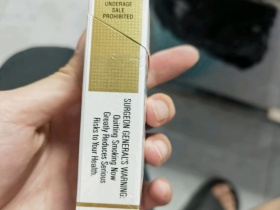 UNDERAGE
SALE
PROHIBITED
SURGEON GENERAL'S WARNING:
Quitting Smoking Now
Greatly Reduces Serious
Risks to Your Health.